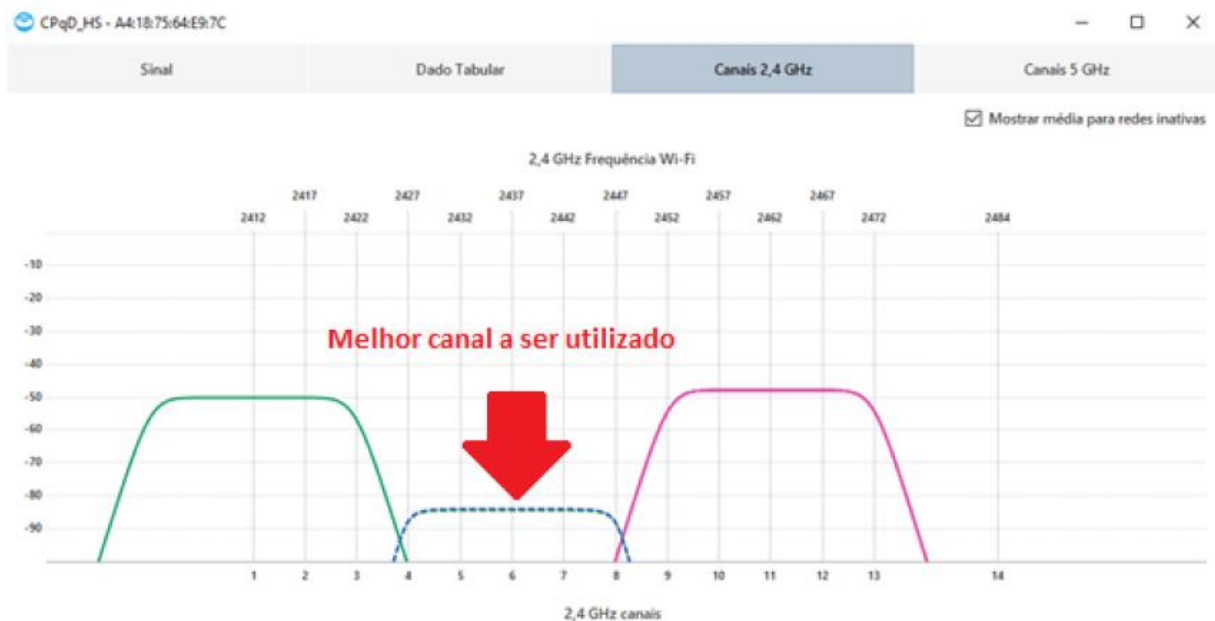 CPqD_HS - A4:18:75:64:E9:7C
Sinal Dado Tabular Canais 2,4 GHz Canais 5 GHz
Mostrar média para redes inativas
2,4 GHz Frequência Wi-Fi
2417 2427 2437 2447 2457 2467
2412 2422 2432 2442 2452 2462 2472 2484
-10
-20
-30
Melhor canal a ser utilizado
-40
-50
-60
-70
-80
-90
1 2 3 4 5 6 7 8 9 10 11 12 13 14
2,4 GHz canais